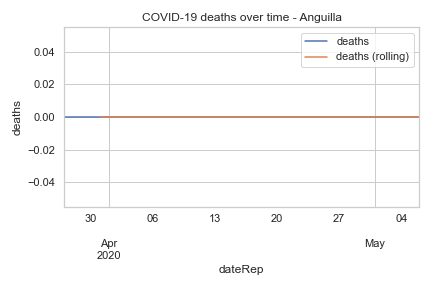 COVID-19 deaths over time - Anguilla
deaths
deaths (rolling)
deaths
0.04
0.02
0.00
−0.02
−0.04
30 06 13 20 27 04
Apr May
2020
dateRep